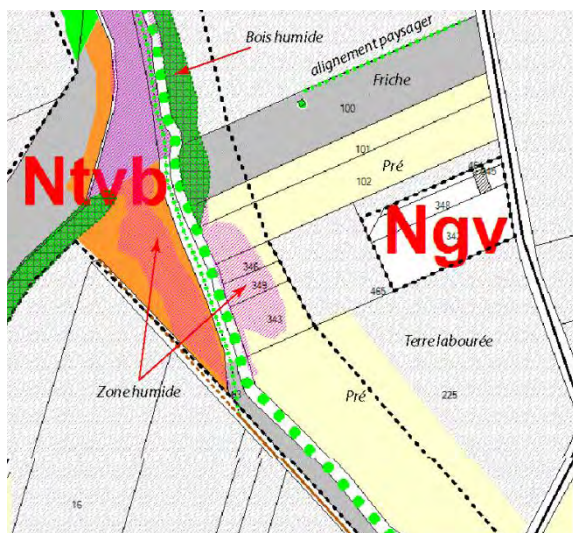 Bois humide
alignement paysager
Friche
100
101
Pré
102
Ntvb
348
Ngv
346
349
465
343
Terre labourée
Zone humide
Pré
225
16